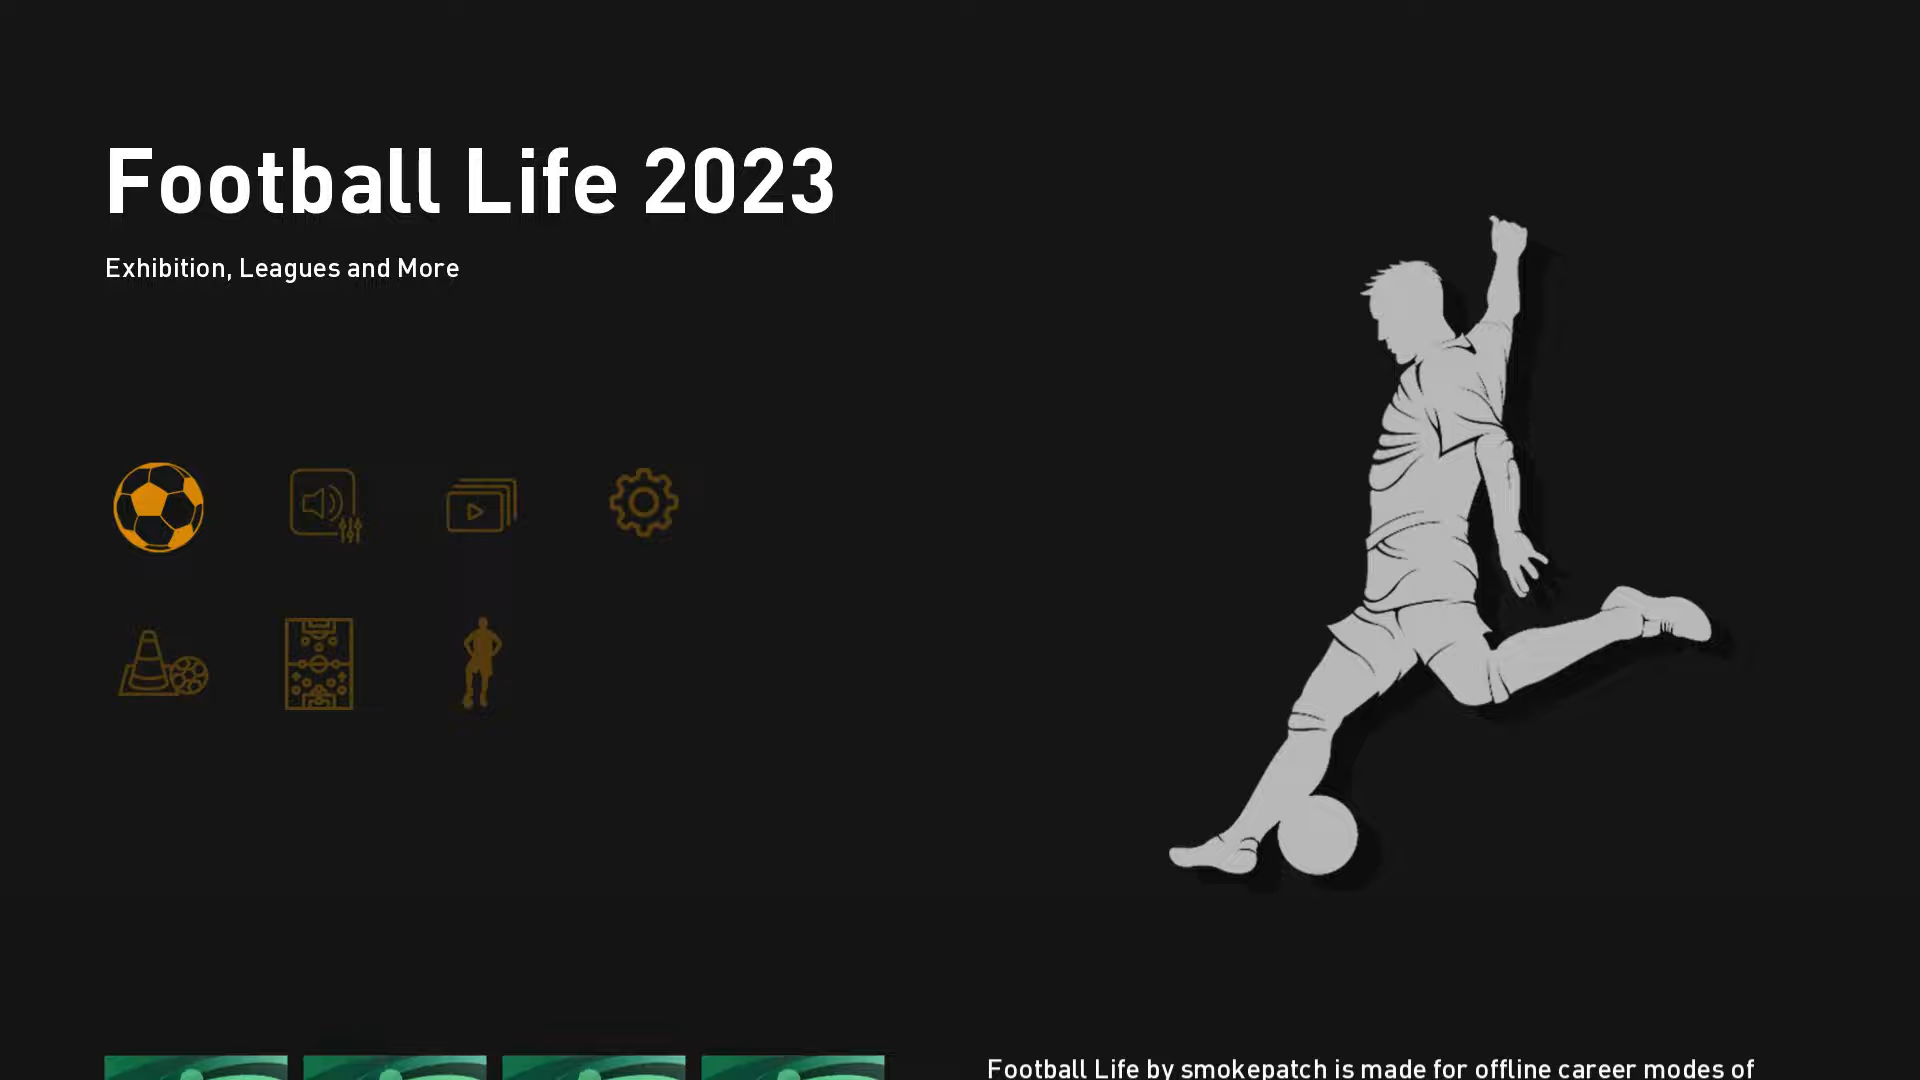 Football Life 2023
Exhibition, Leagues and More
Football Life by smokepatch is made for offline career modes of